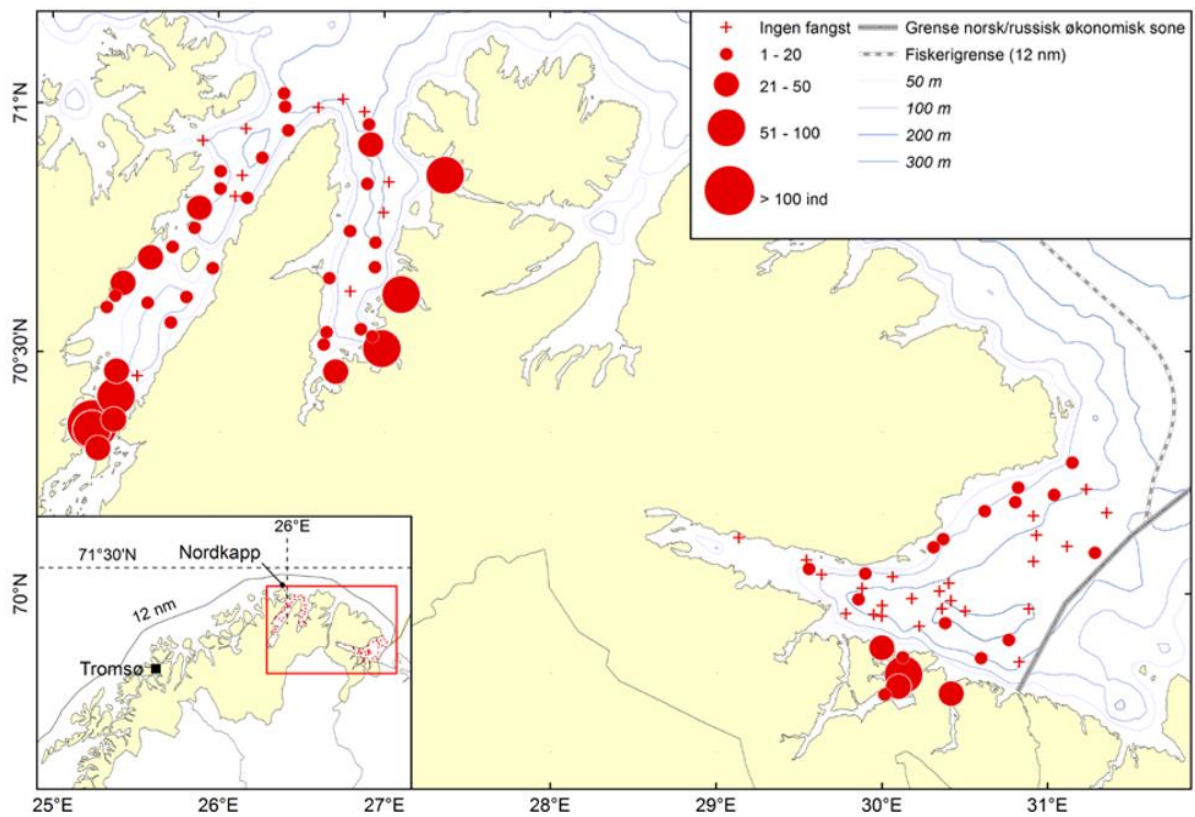 Ingen fangst
1 - 20
21 - 50
51 - 100
> 100 ind
Grense norsk/russisk økonomisk sone
Fiskerigrense (12 nm)
50 m
100 m
200 m
300 m
71°N
70°30'N
70°N
26°E
71°30'N
Nordkapp
12 nm
Tromsø
25°E
26°E
27°E
28°E
29°E
30°E
31°E